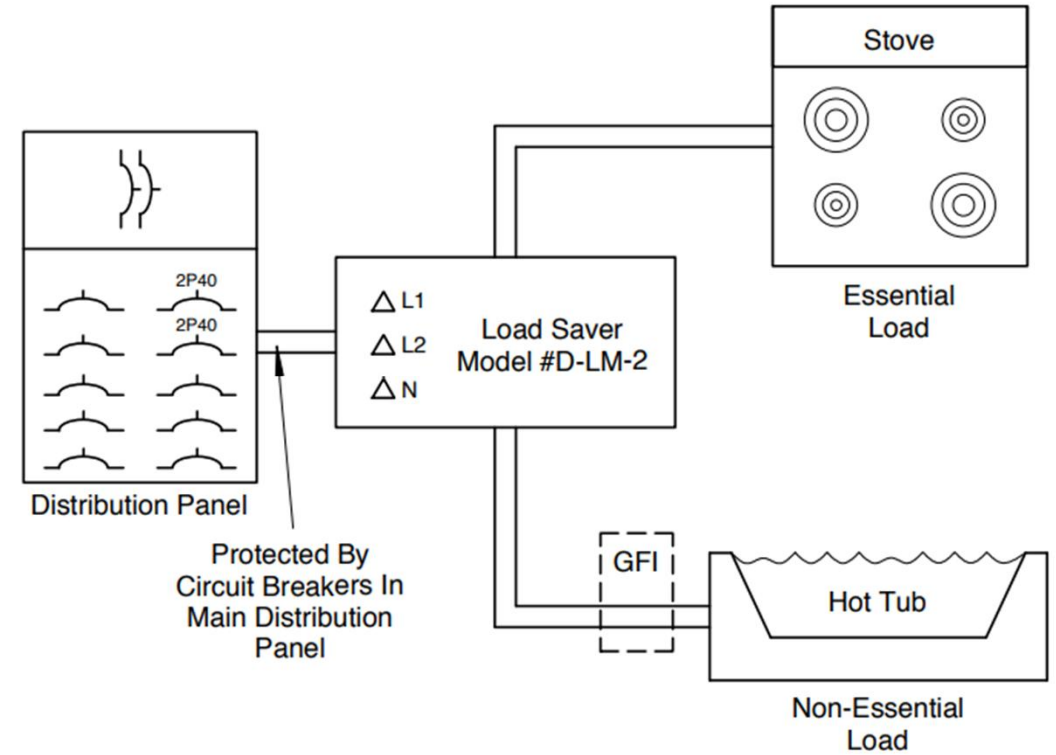 Stove
Essential
Load
2P40
2P40
Distribution Panel
Protected By
Circuit Breakers In
Main Distribution
Panel
L1
L2
N
Load Saver
Model #D-LM-2
GFI
Hot Tub
Non-Essential
Load